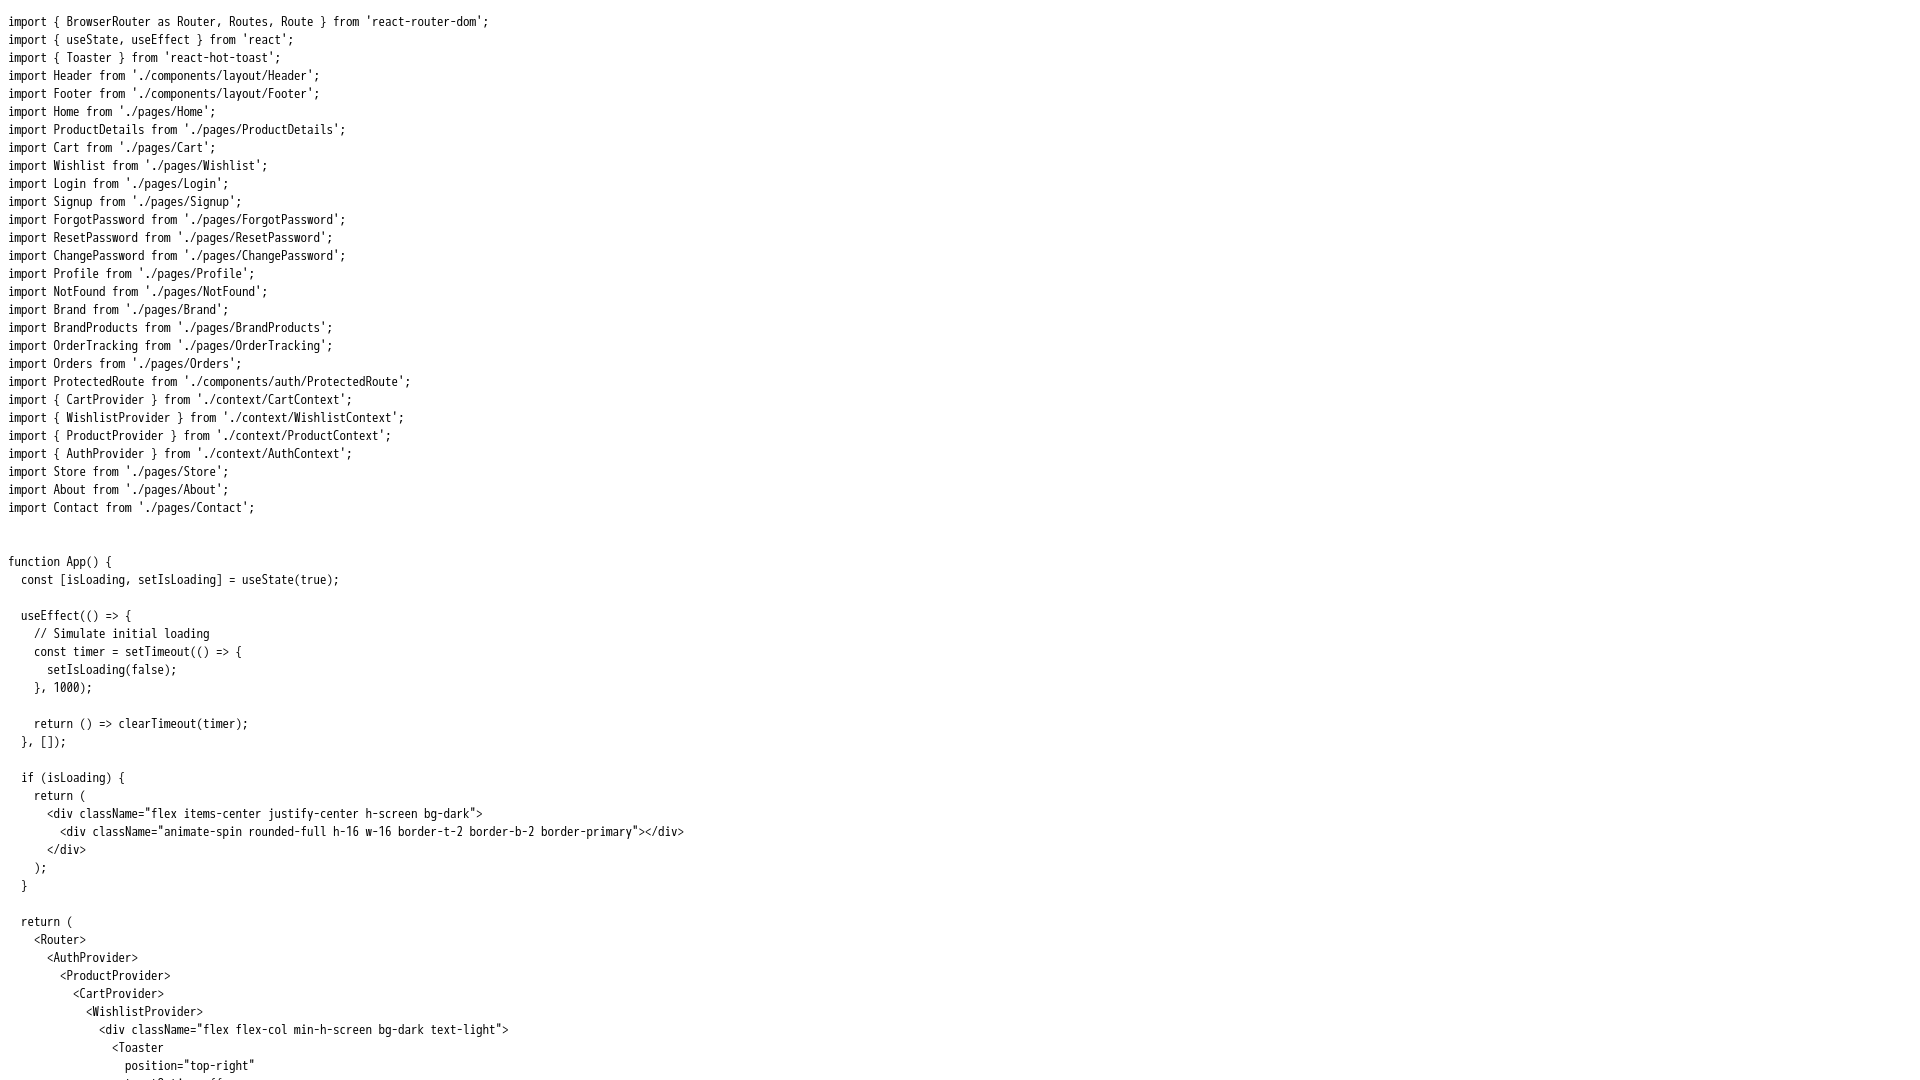 import { BrowserRouter as Router, Routes, Route } from 'react-router-dom';
import { useState, useEffect } from 'react';
import { Toaster } from 'react-hot-toast';
import Header from './components/layout/Header';
import Footer from './components/layout/Footer';
import Home from './pages/Home';
import ProductDetails from './pages/ProductDetails';
import Cart from './pages/Cart';
import Wishlist from './pages/Wishlist';
import Login from './pages/Login';
import Signup from './pages/Signup';
import ForgotPassword from './pages/ForgotPassword';
import ResetPassword from './pages/ResetPassword';
import ChangePassword from './pages/ChangePassword';
import Profile from './pages/Profile';
import NotFound from './pages/NotFound';
import Brand from './pages/Brand';
import BrandProducts from './pages/BrandProducts';
import OrderTracking from './pages/OrderTracking';
import Orders from './pages/Orders';
import ProtectedRoute from './components/auth/ProtectedRoute';
import { CartProvider } from './context/CartContext';
import { WishlistProvider } from './context/WishlistContext';
import { ProductProvider } from './context/ProductContext';
import { AuthProvider } from './context/AuthContext';
import Store from './pages/Store';
import About from './pages/About';
import Contact from './pages/Contact';


function App() {
  const [isLoading, setIsLoading] = useState(true);

  useEffect(() => {
    // Simulate initial loading
    const timer = setTimeout(() => {
      setIsLoading(false);
    }, 1000);

    return () => clearTimeout(timer);
  }, []);

  if (isLoading) {
    return (
      <div className="flex items-center justify-center h-screen bg-dark">
        <div className="animate-spin rounded-full h-16 w-16 border-t-2 border-b-2 border-primary"></div>
      </div>
    );
  }

  return (
    <Router>
      <AuthProvider>
        <ProductProvider>
          <CartProvider>
            <WishlistProvider>
              <div className="flex flex-col min-h-screen bg-dark text-light">
                <Toaster
                  position="top-right"